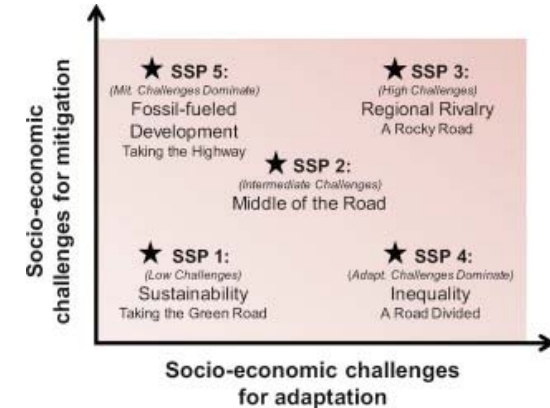 Socio-economic
challenges for mitigation
SSP 5:
(Mit. Challenges Dominate)
Fossil-fueled
Development
Taking the Highway
SSP 3:
(High Challenges)
Regional Rivalry
A Rocky Road
SSP 2:
(Intermediate Challenges)
Middle of the Road
SSP 1:
(Low Challenges)
Sustainability
Taking the Green Road
SSP 4:
(Adapt. Challenges Dominate)
Inequality
A Road Divided
Socio-economic challenges
for adaptation